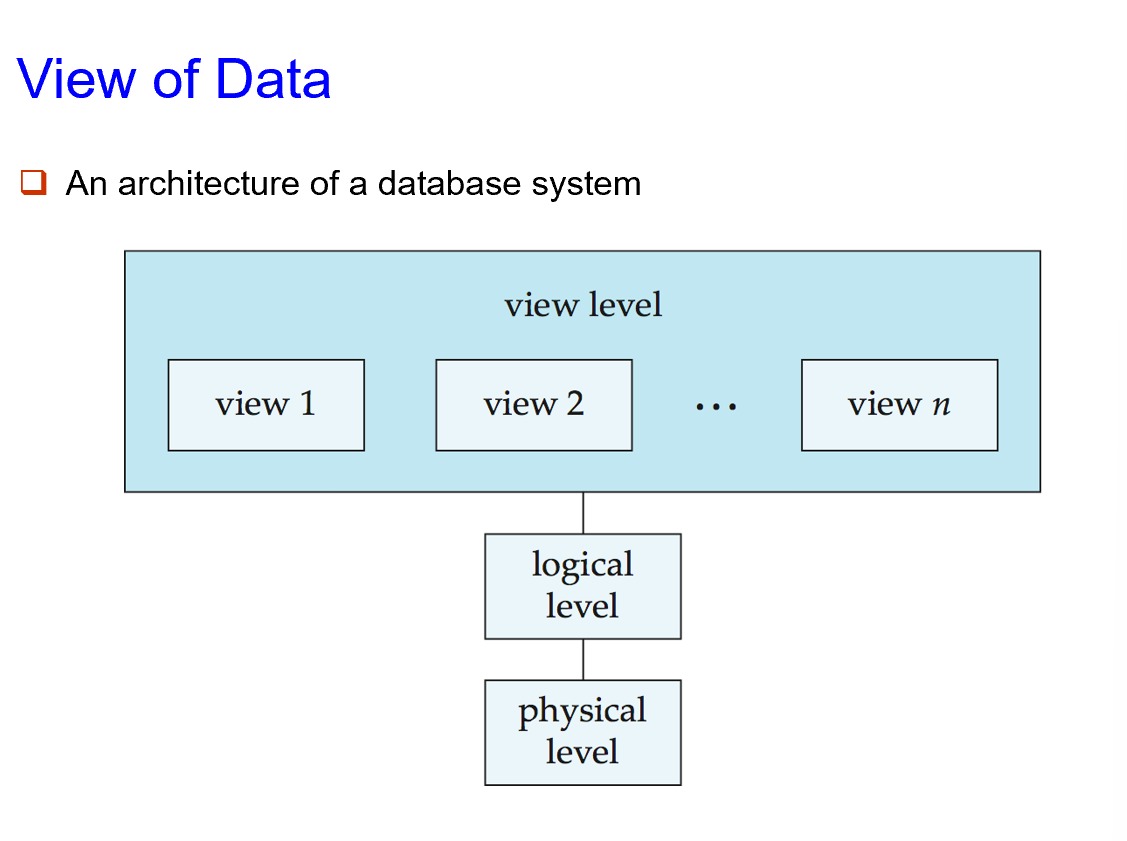 View of Data
An architecture of a database system
view level
view 1
view 2
...
view n
logical
level
physical
level